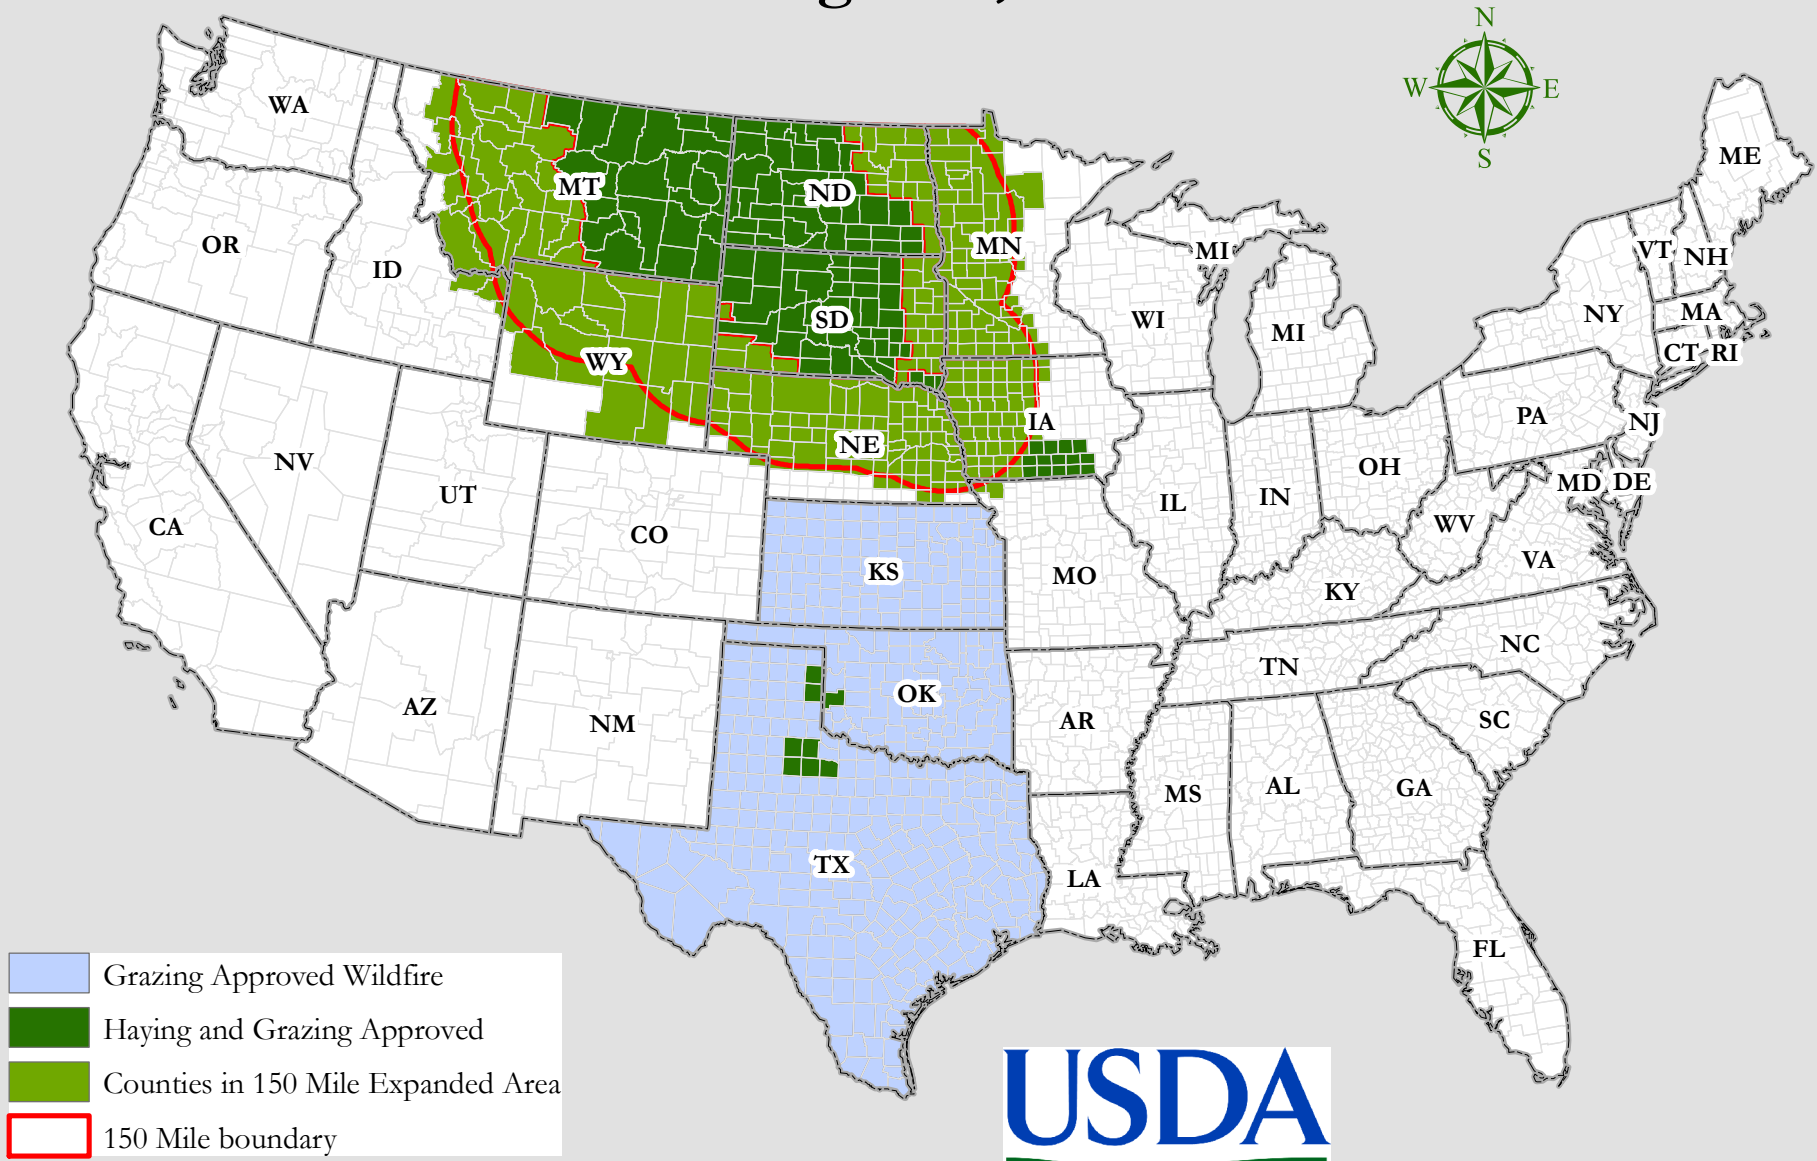 N
W E
S
WA
MT
ND
MN
ME
OR
ID
SD
WI
MI
MI
VT
NH
NY
MA
CT
RI
WY
NE
IA
PA
NJ
NV
UT
CO
IL
IN
OH
MD
DE
WV
VA
CA
KS
MO
KY
AZ
NM
OK
AR
TN
NC
SC
TX
LA
MS
AL
GA
FL
Grazing Approved Wildfire
Haying and Grazing Approved
Counties in 150 Mile Expanded Area
150 Mile boundary
USDA